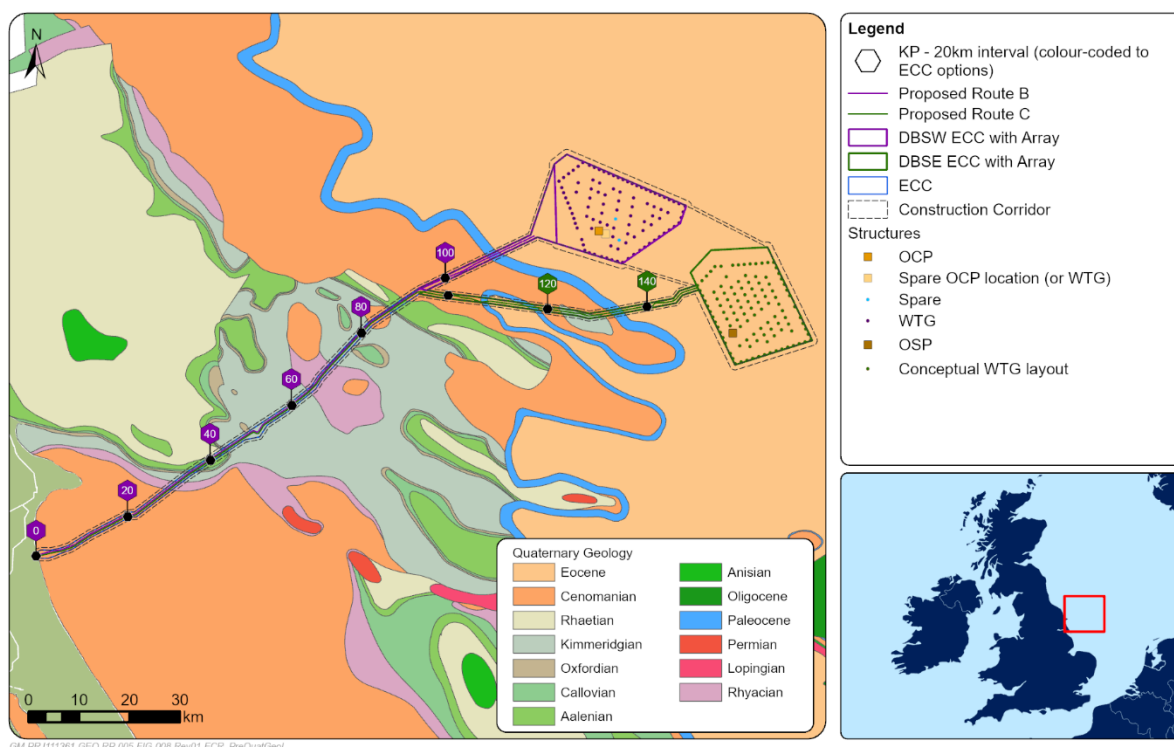 N
0
20
40
60
80
100
120
140
0 10 20 30
km
Quaternary Geology
Eocene
Cenomanian
Rhaetian
Kimmeridgian
Oxfordian
Callovian
Aalenian
Anisian
Oligocene
Paleocene
Permian
Lopingian
Rhyacian
Legend
KP - 20km interval (colour-coded to
ECC options)
Proposed Route B
Proposed Route C
DBSW ECC with Array
DBSE ECC with Array
ECC
Construction Corridor
Structures
OCP
Spare OCP location (or WTG)
Spare
WTG
OSP
Conceptual WTG layout